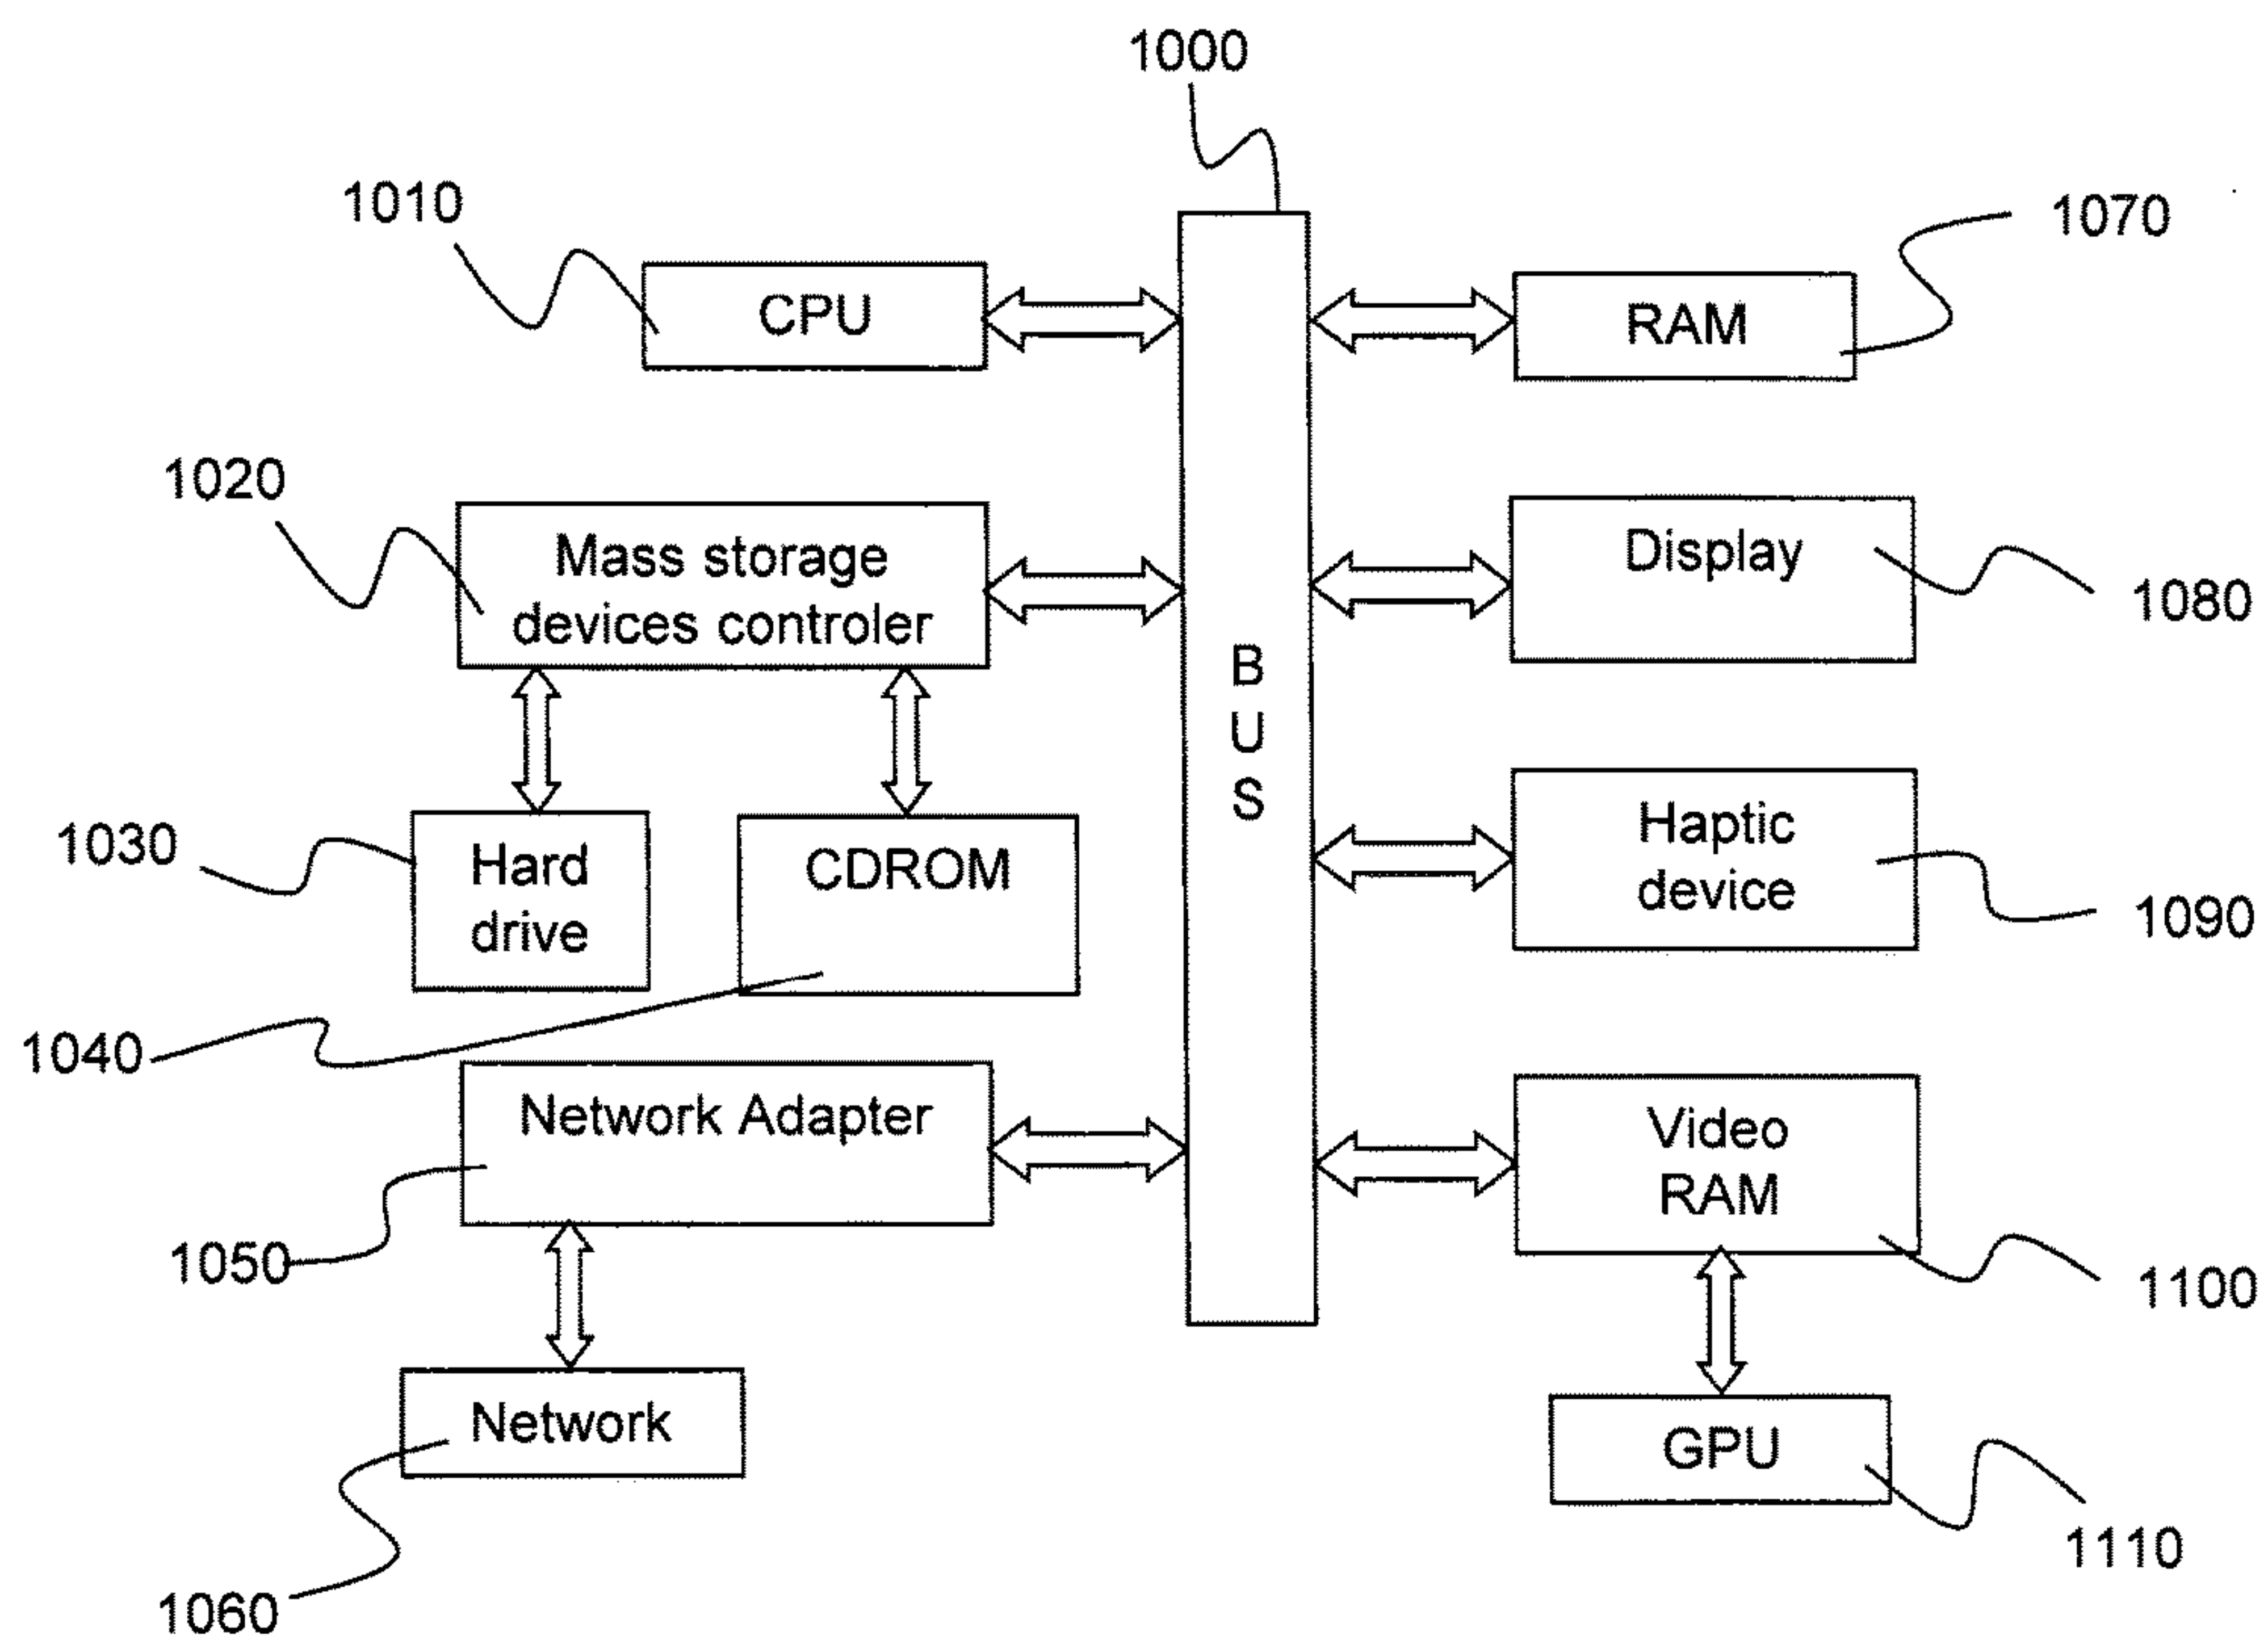 1000
1010
CPU
1070
RAM
1020
Mass storage
devices controler
Display
1080
B
U
S
1030
Hard
drive
CDROM
Haptic
device
1090
1040
Network Adapter
1050
Video
RAM
1100
Network
1060
GPU
1110